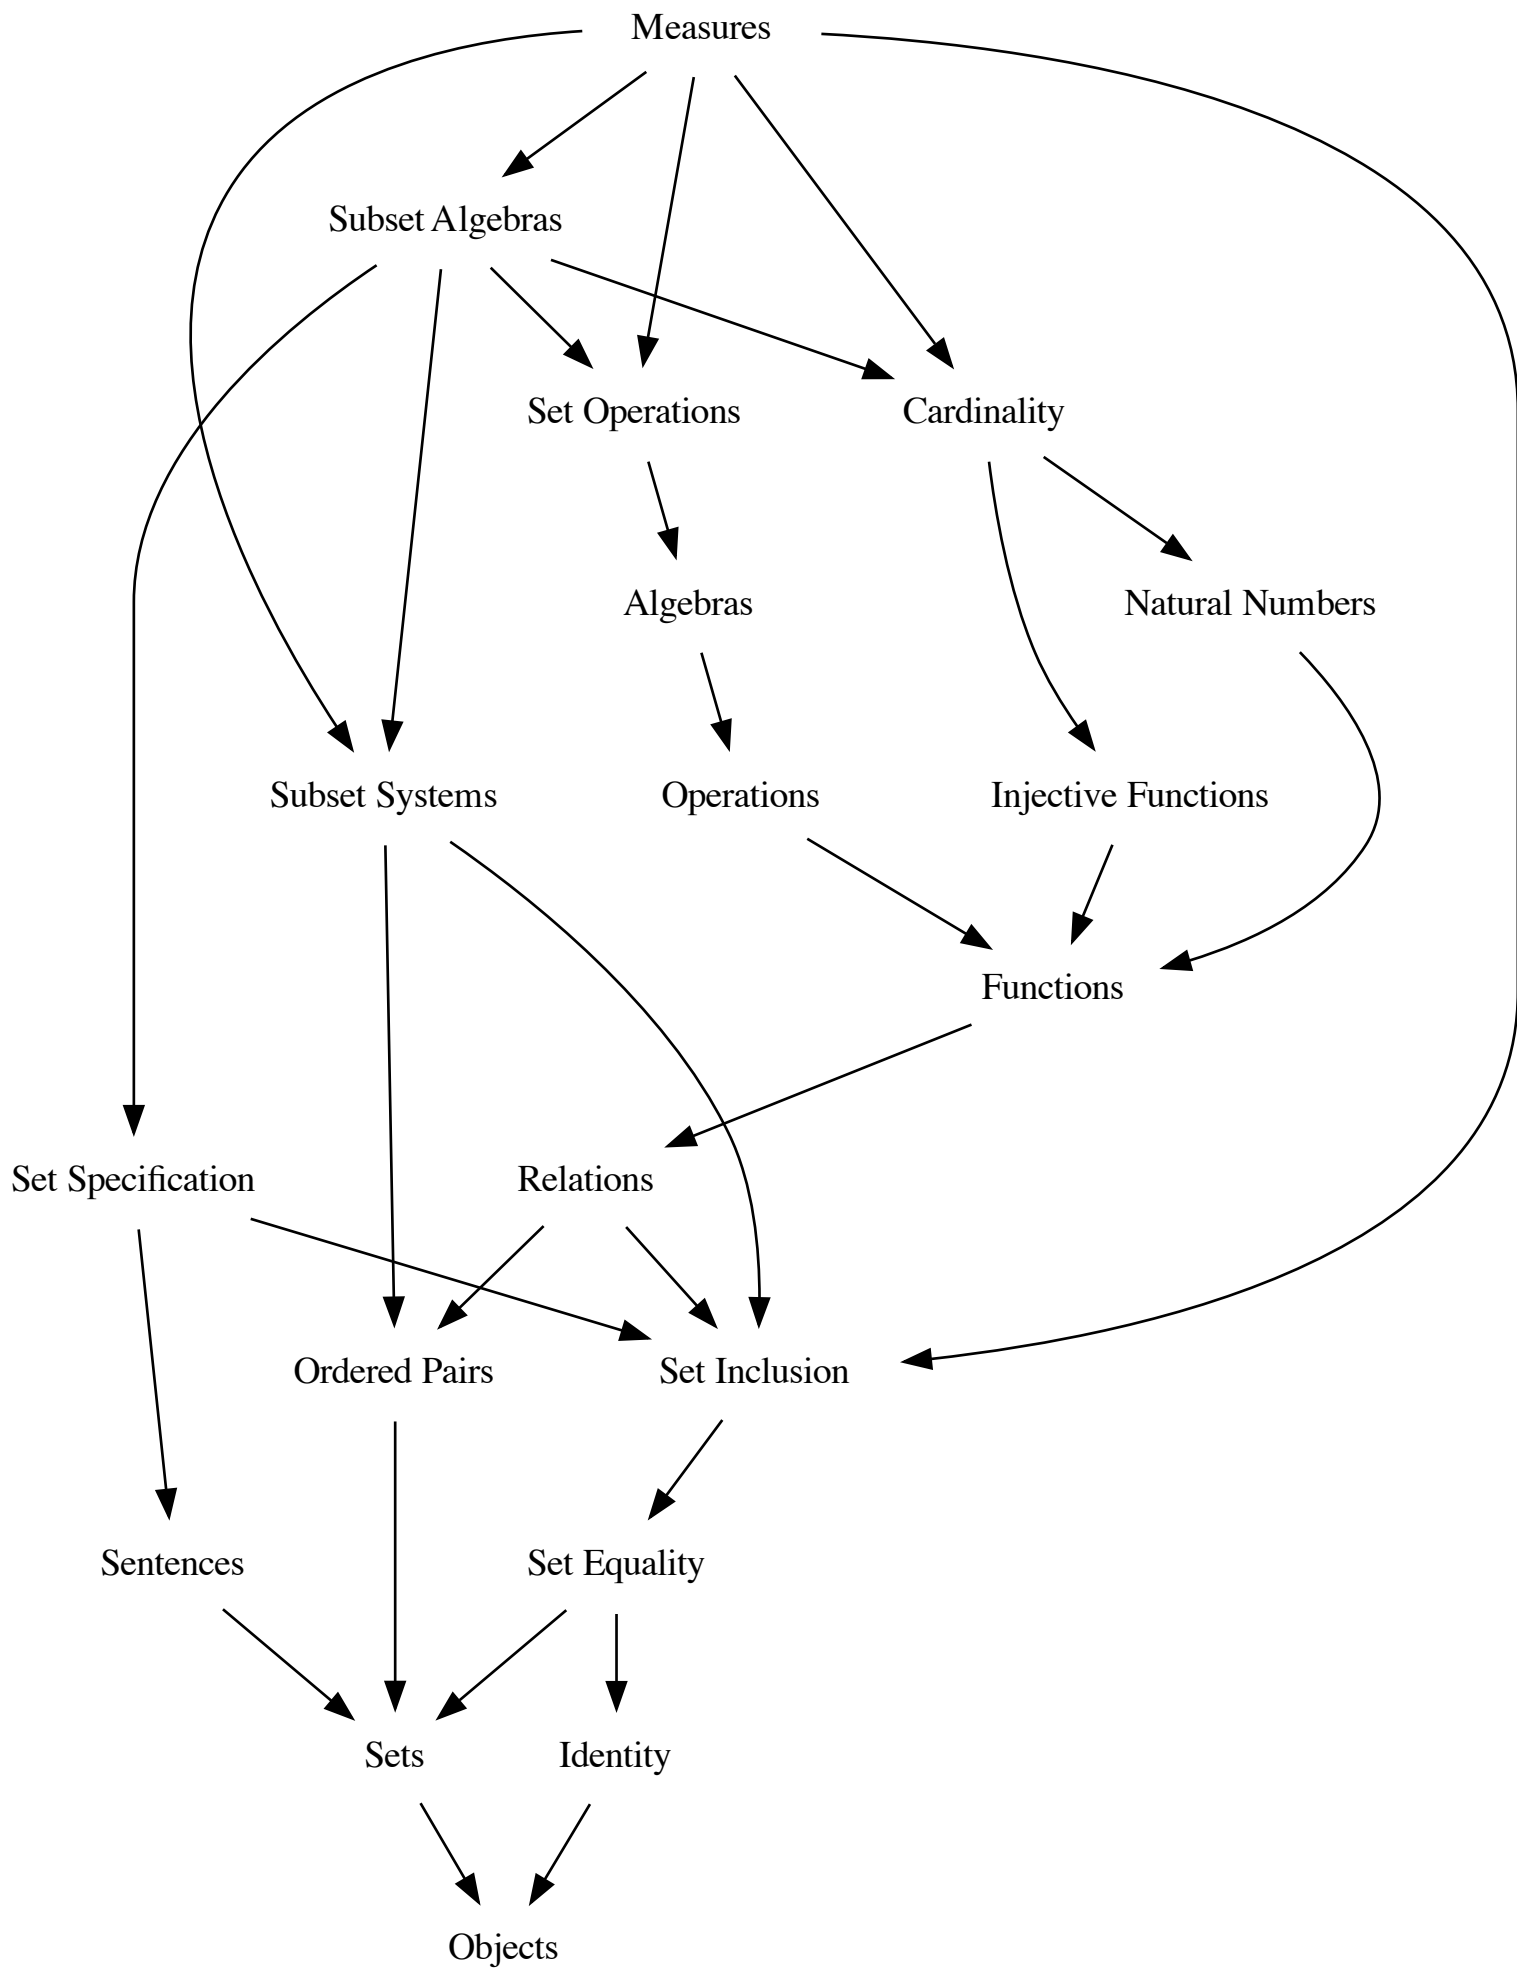 Measures
Subset Algebras
Set Operations
Cardinality
Algebras
Natural Numbers
Subset Systems
Operations
Injective Functions
Functions
Set Specification
Relations
Ordered Pairs
Set Inclusion
Sentences
Set Equality
Sets
Identity
Objects